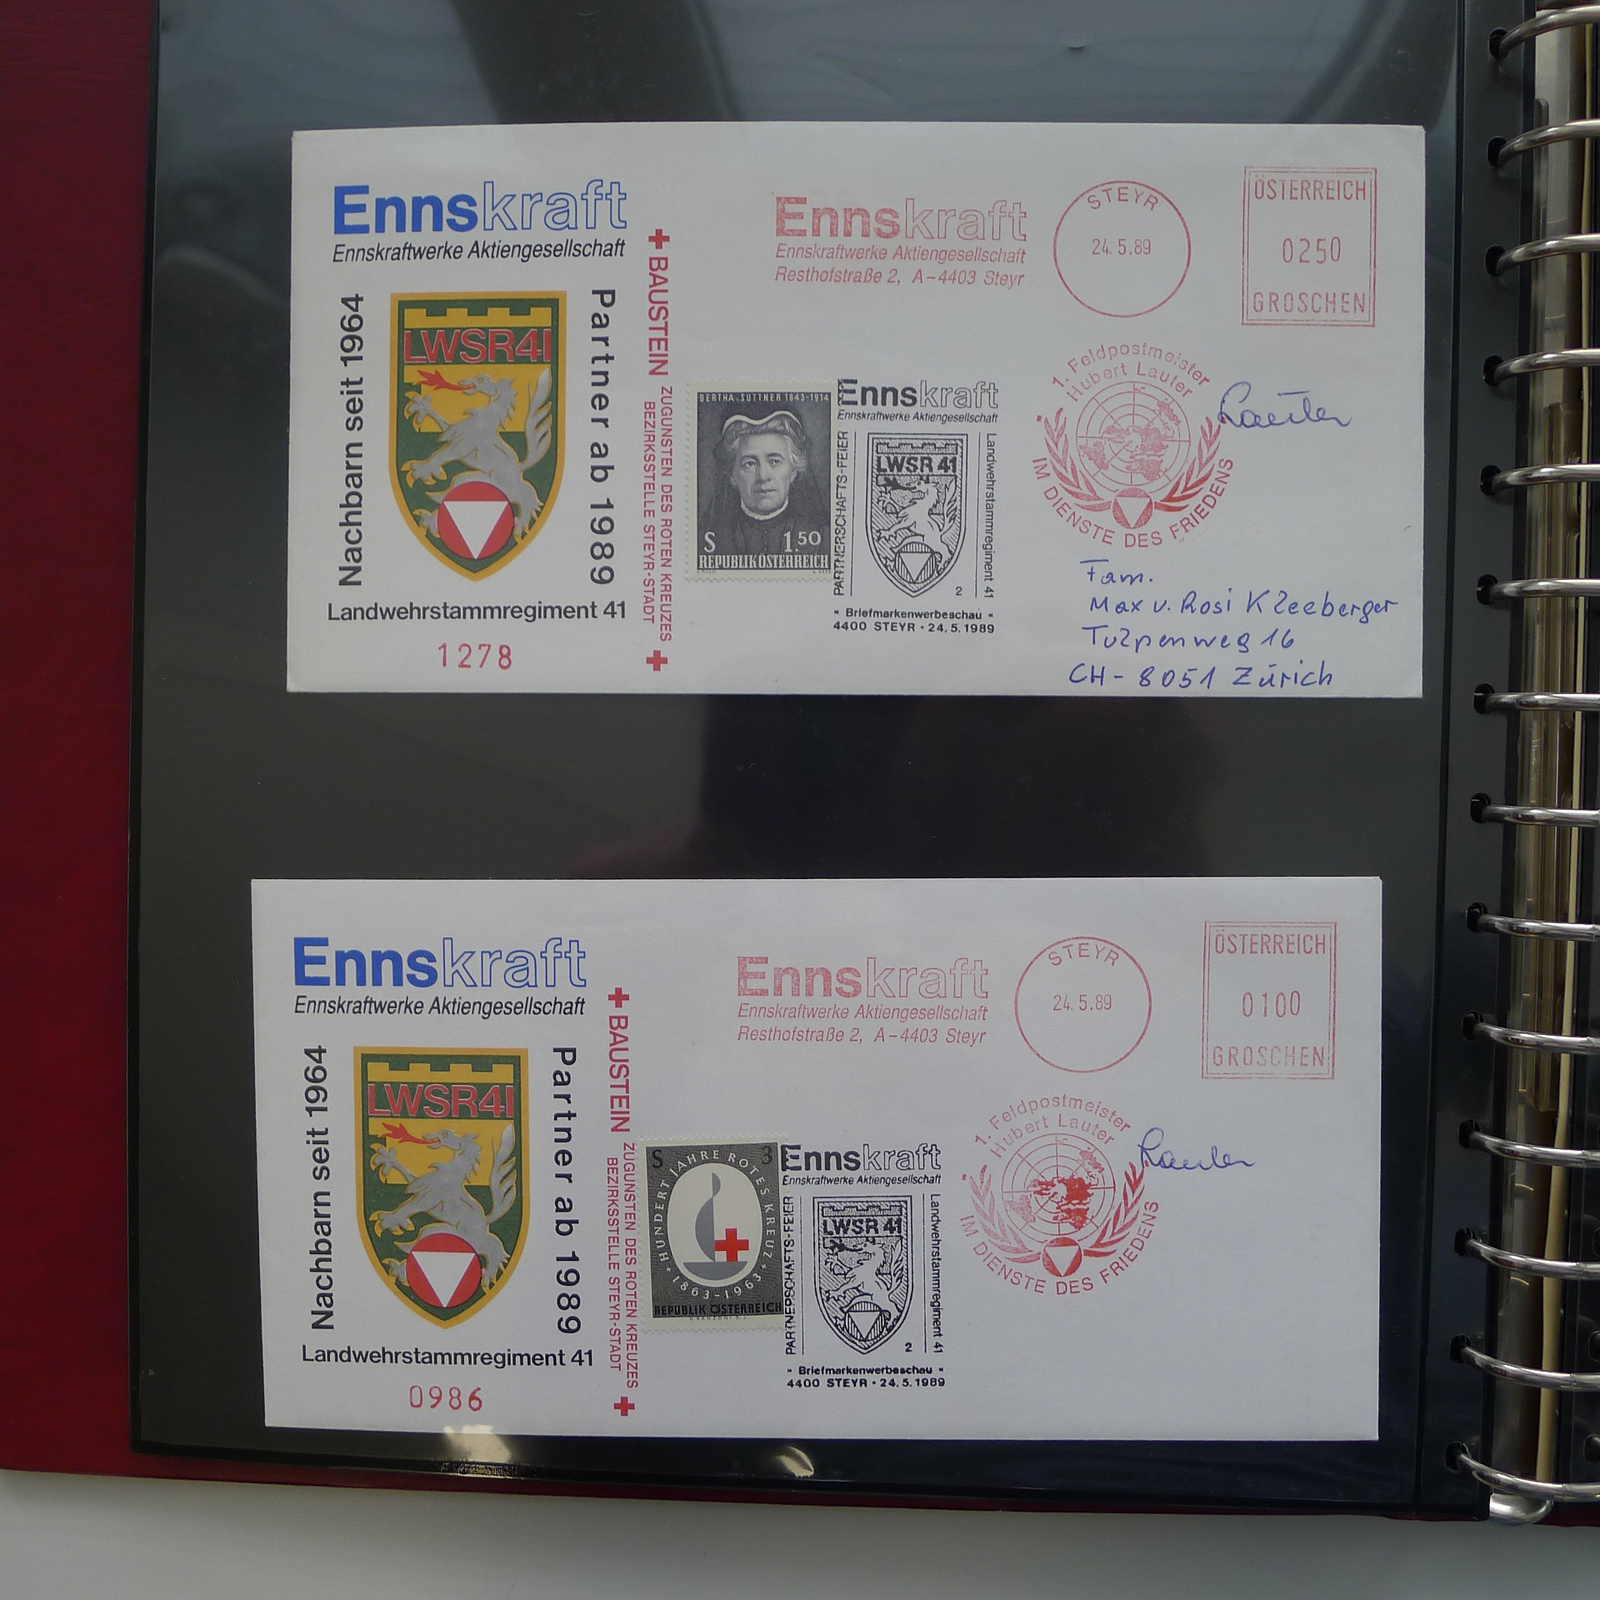 Ennskraft
Ennskraftwerke Aktiengesellschaft
Nachbarn seit 1964
LWSR41
Partner ab 1989
Landwehrstammregiment 41
1278
BAUSTEIN ZUGUNSTEN DES ROTEN KREUZES
BEZIRKSSTELLE STEYR-STADT
Ennskraft
Ennskraftwerke Aktiengesellschaft
Resthofstraße 2, A-4403 Steyr
STEYR
24.5.89
ÖSTERREICH
0250
GROSCHEN
BERTHA v. SUTTNER 1843-1914
S 1.50
REPUBLIK ÖSTERREICH
Ennskraft
Ennskraftwerke Aktiengesellschaft
PARTNERSCHAFTS-FEIER
LWSR 41
Landwehrstammregiment 41
2
" Briefmarkenwerbeschau "
4400 STEYR · 24.5.1989
1. Feldpostmeister
Hubert Lauter
IM DIENSTE DES FRIEDENS
Lauter
Fam.
Max u. Rosi Kleeberger
Tulpenweg 16
CH - 8051 Zürich
Ennskraft
Ennskraftwerke Aktiengesellschaft
Nachbarn seit 1964
LWSR41
Partner ab 1989
Landwehrstammregiment 41
0986
BAUSTEIN ZUGUNSTEN DES ROTEN KREUZES
BEZIRKSSTELLE STEYR-STADT
Ennskraft
Ennskraftwerke Aktiengesellschaft
Resthofstraße 2, A-4403 Steyr
STEYR
24.5.89
ÖSTERREICH
0100
GROSCHEN
S 3
HUNDERT JAHRE ROTES KREUZ
1863-1963
REPUBLIK ÖSTERREICH
Ennskraft
Ennskraftwerke Aktiengesellschaft
PARTNERSCHAFTS-FEIER
LWSR 41
Landwehrstammregiment 41
2
" Briefmarkenwerbeschau "
4400 STEYR · 24.5.1989
1. Feldpostmeister
Hubert Lauter
IM DIENSTE DES FRIEDENS
Lauter